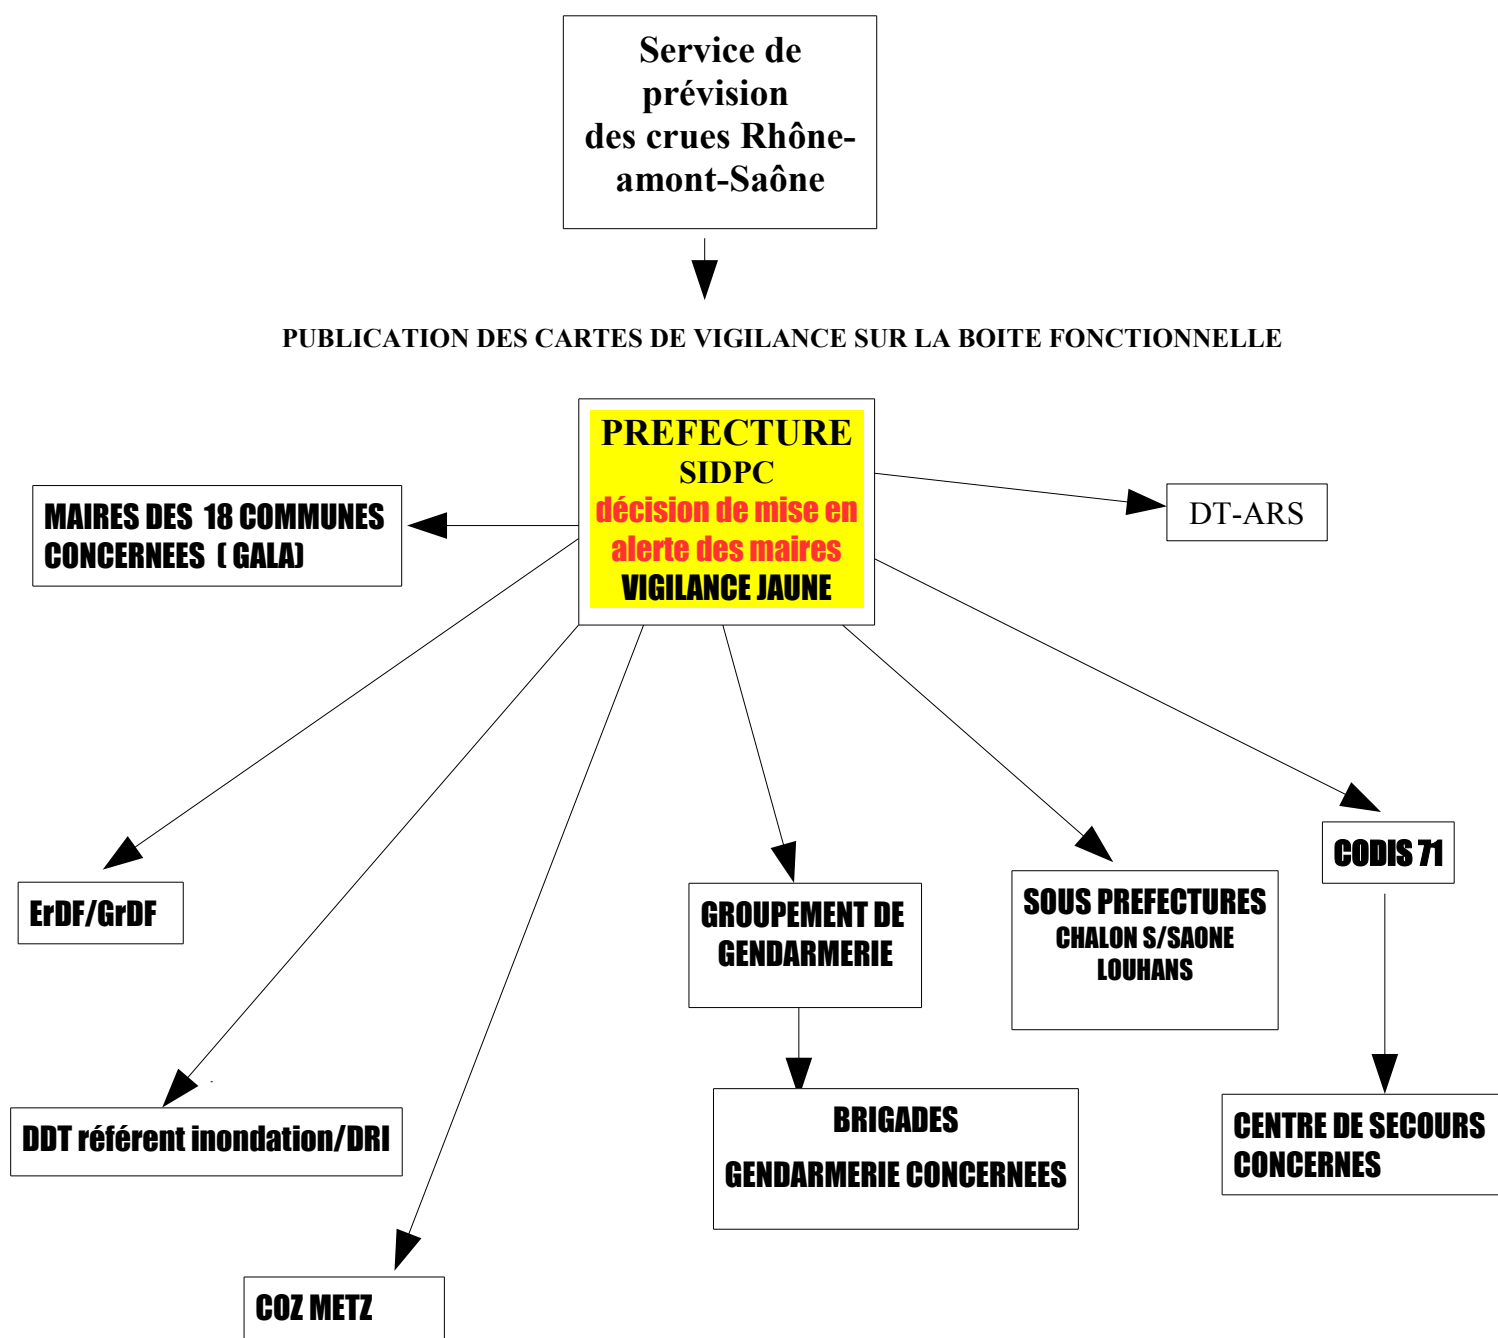 Service de
prévision
des crues Rhône-
amont-Saône
PUBLICATION DES CARTES DE VIGILANCE SUR LA BOITE FONCTIONNELLE
PREFECTURE
SIDPC
décision de mise en
alerte des maires
VIGILANCE JAUNE
MAIRES DES 18 COMMUNES
CONCERNEES ( GALA)
DT-ARS
CODIS 71
ErDF/GrDF
GROUPEMENT DE
GENDARMERIE
SOUS PREFECTURES
CHALON S/SAONE
LOUHANS
DDT référent inondation/DRI
BRIGADES
GENDARMERIE CONCERNEES
CENTRE DE SECOURS
CONCERNES
COZ METZ